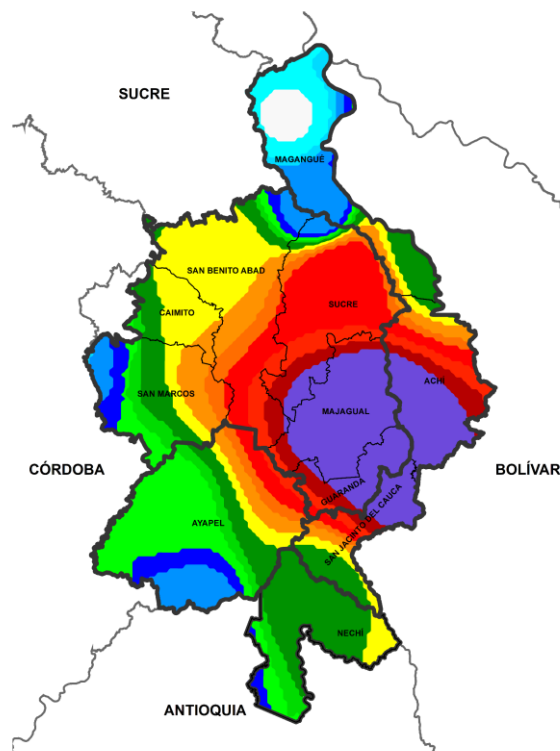 SUCRE
MAGANGUÉ
SAN BENITO ABAD
CAIMITO
SUCRE
SAN MARCOS
ACHÍ
MAJAGUAL
CÓRDOBA
BOLÍVAR
GUARANDA
SAN JACINTO DEL CAUCA
AYAPEL
NECHÍ
ANTIOQUIA